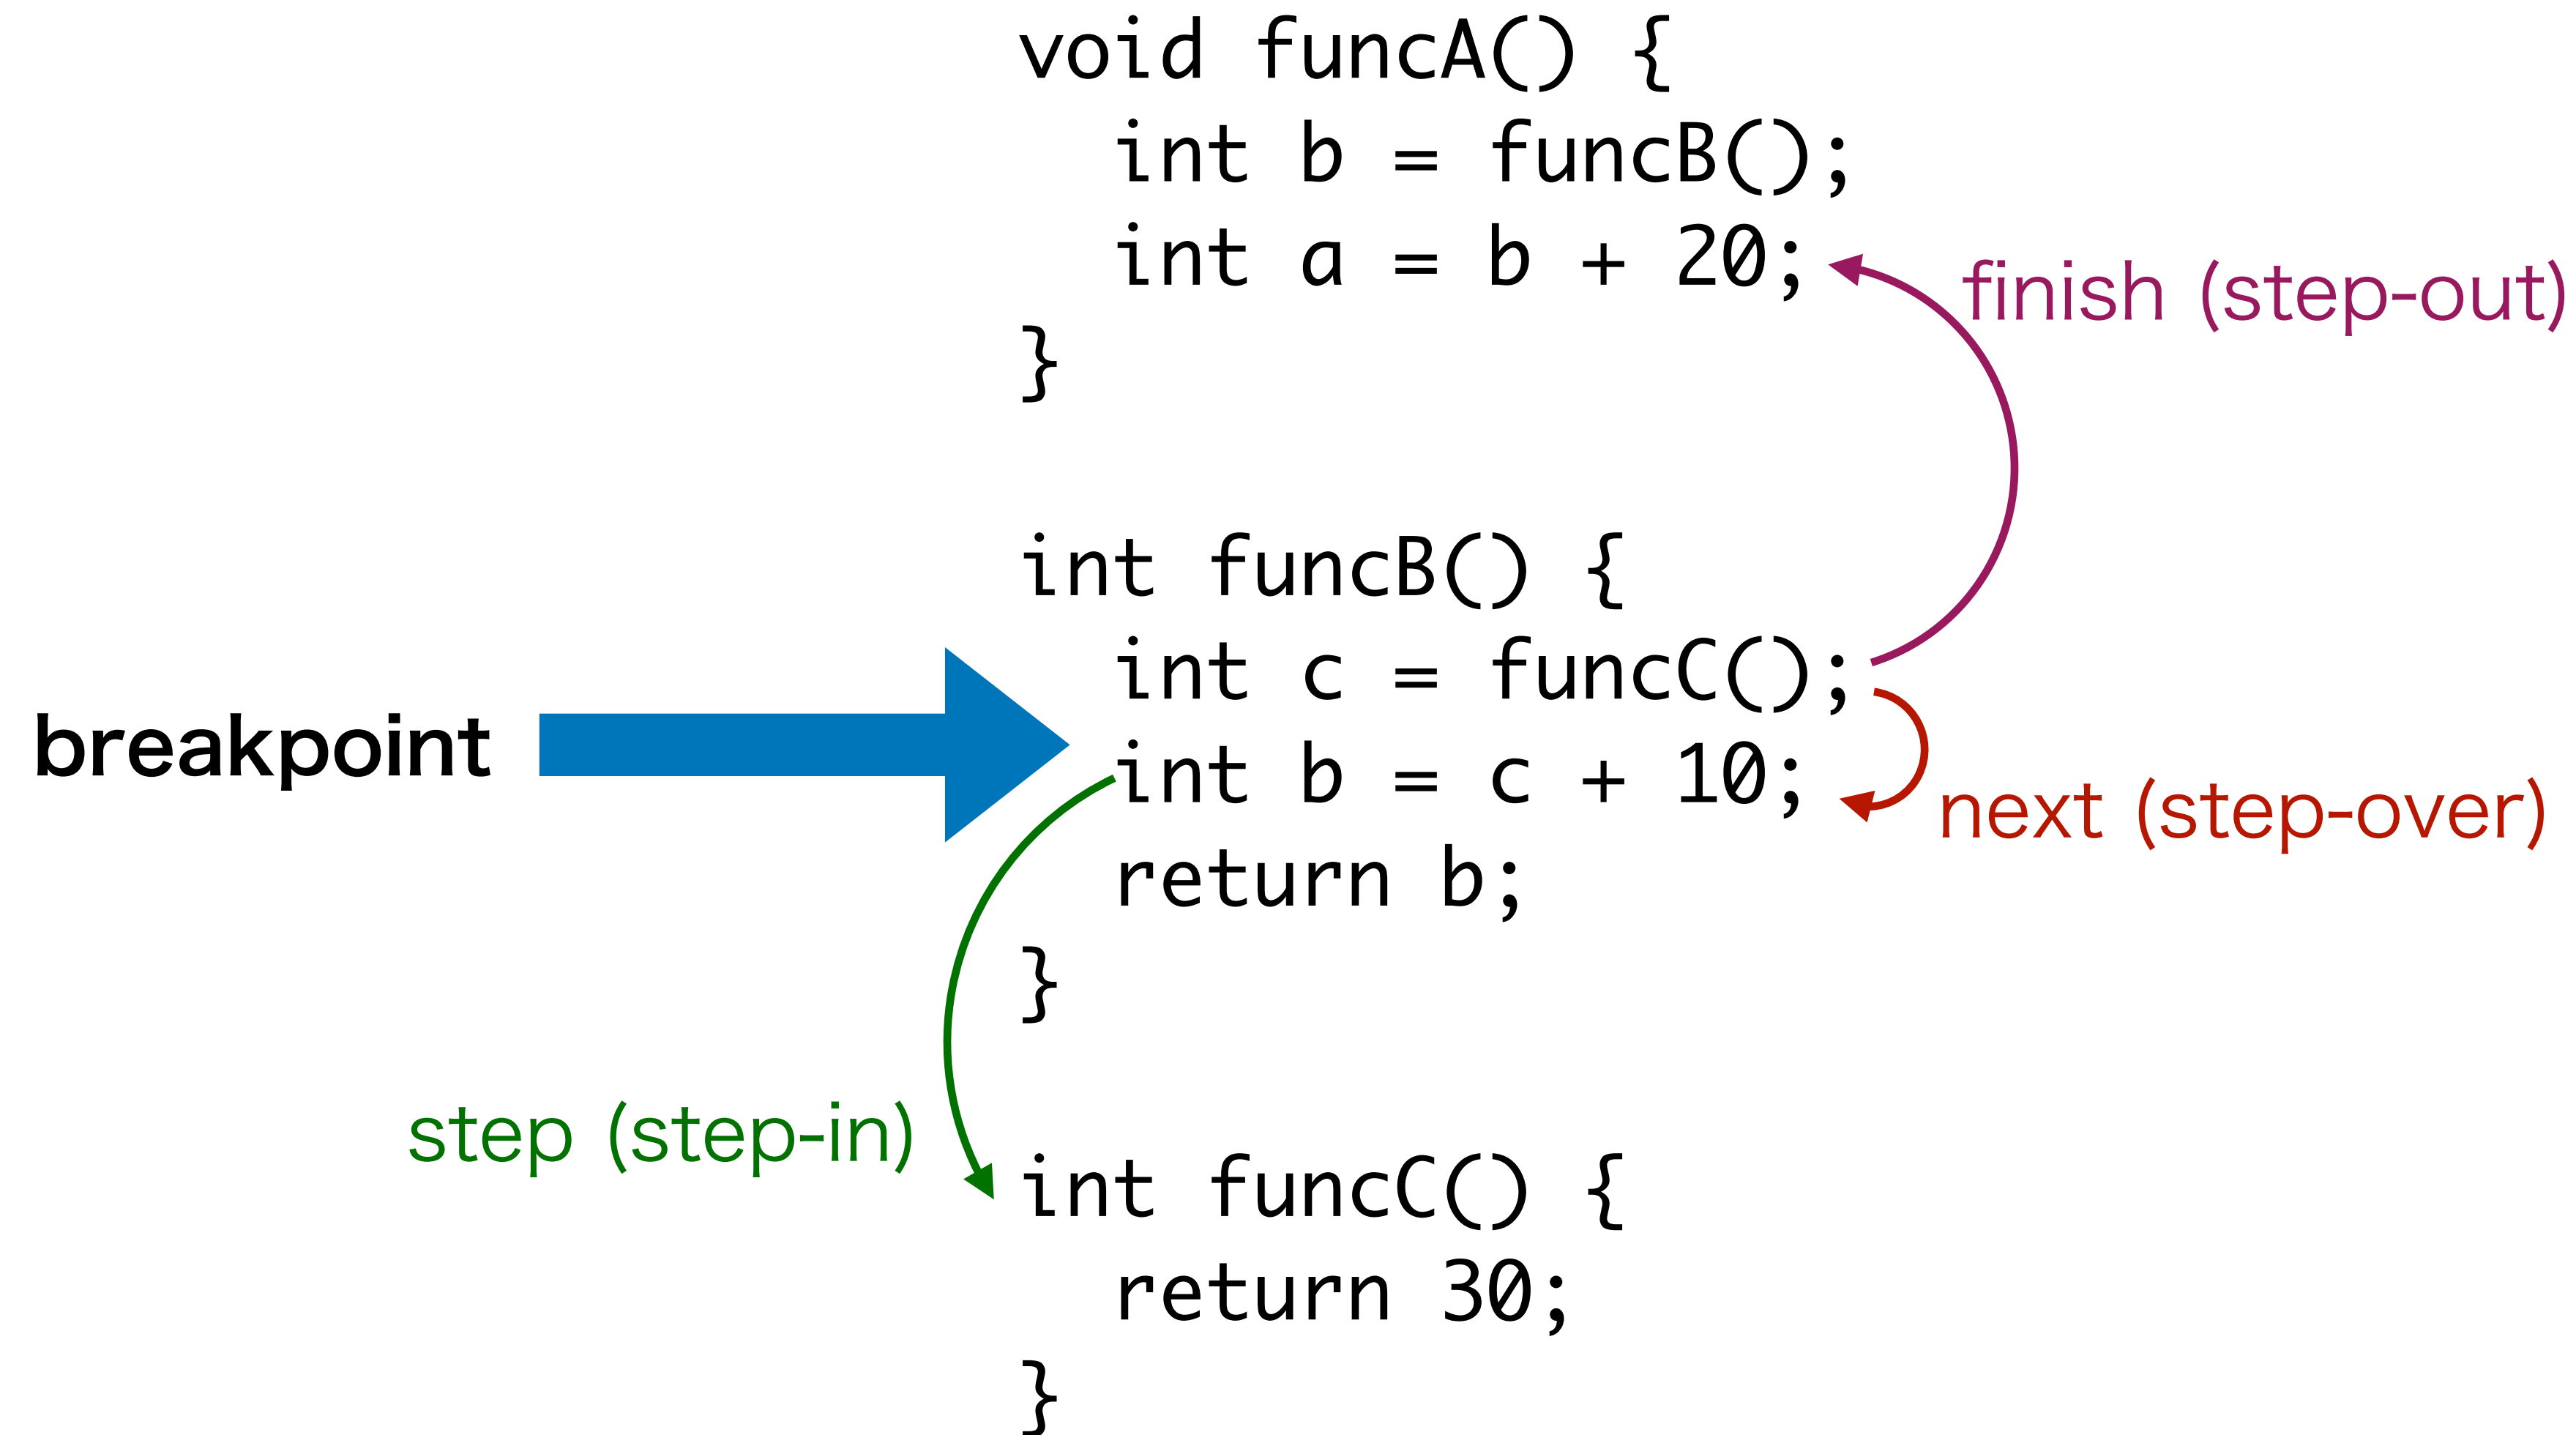 void funcA() {
int b = funcB();
int a = b + 20;
finish (step-out)
}
int funcB() {
int c = funcC();
breakpoint
int b = c + 10;
next (step-over)
return b;
}
step (step-in)
int funcC() {
return 30;
}